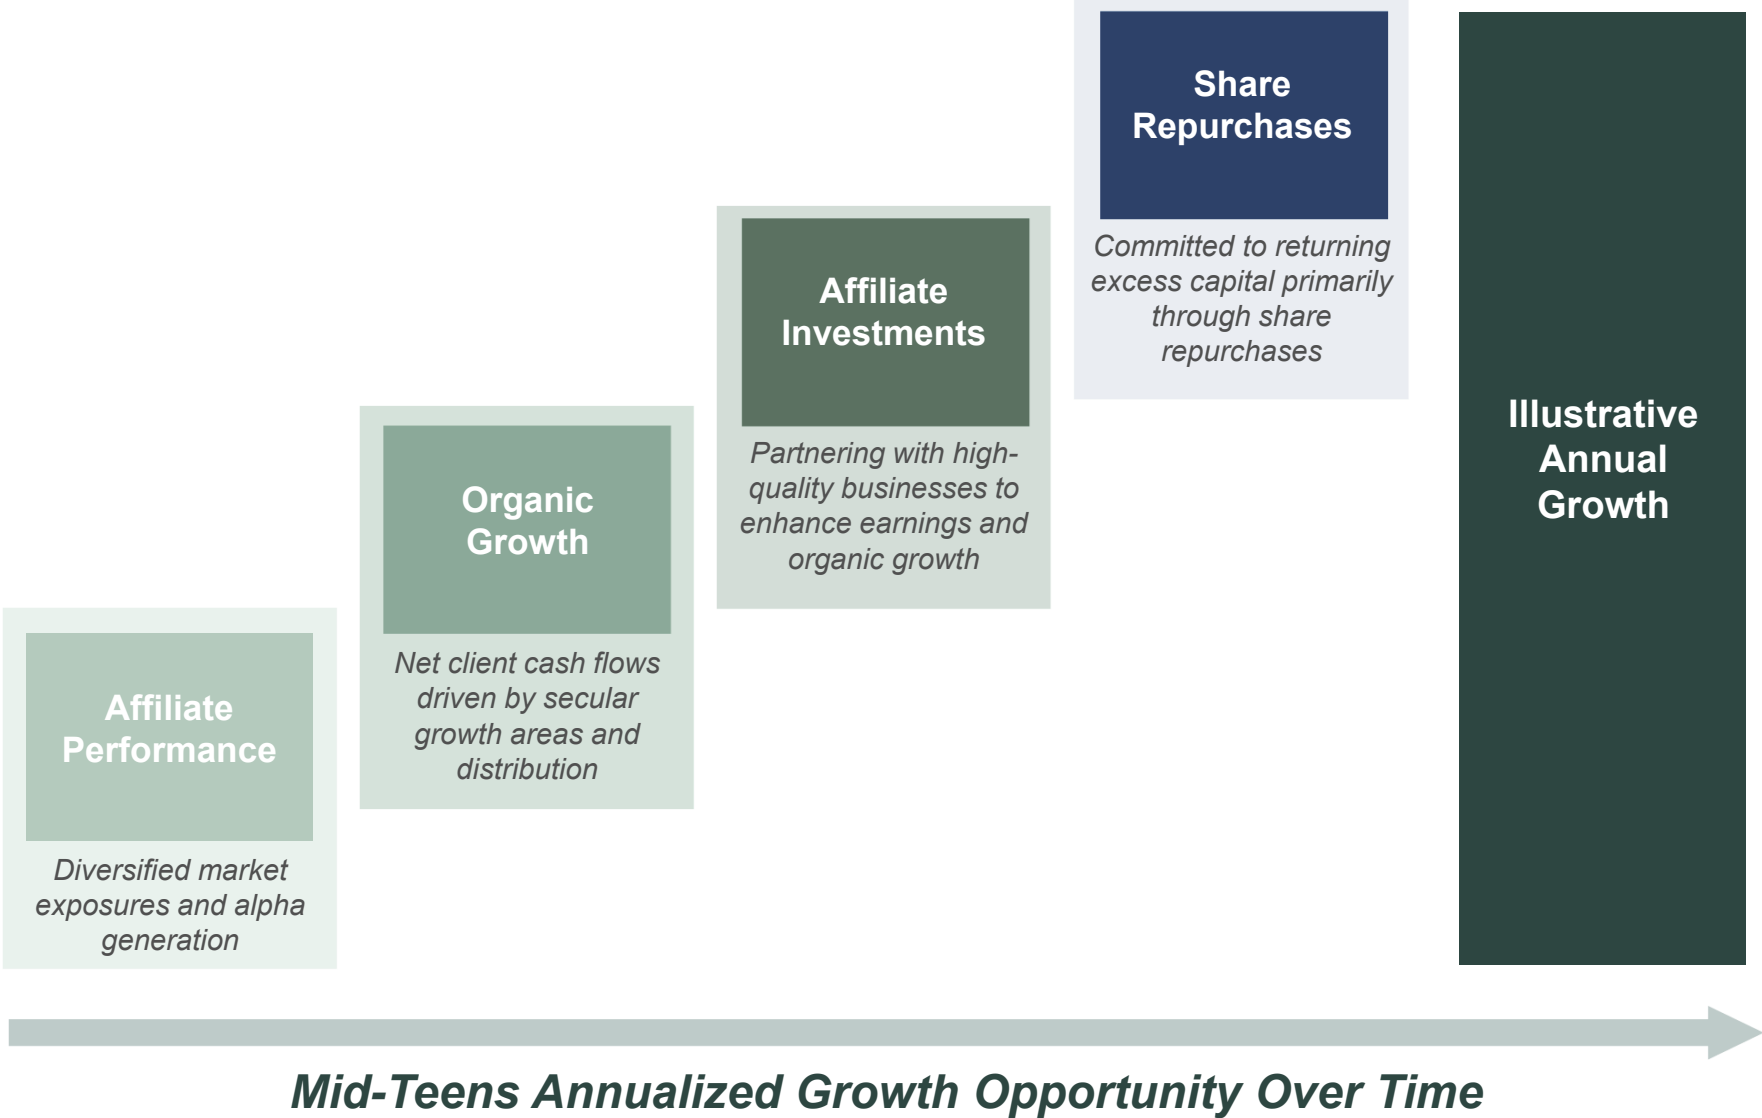 Affiliate
Performance
Diversified market
exposures and alpha
generation
Organic
Growth
Net client cash flows
driven by secular
growth areas and
distribution
Affiliate
Investments
Partnering with high-
quality businesses to
enhance earnings and
organic growth
Share
Repurchases
Committed to returning
excess capital primarily
through share
repurchases
Illustrative
Annual
Growth
Mid-Teens Annualized Growth Opportunity Over Time